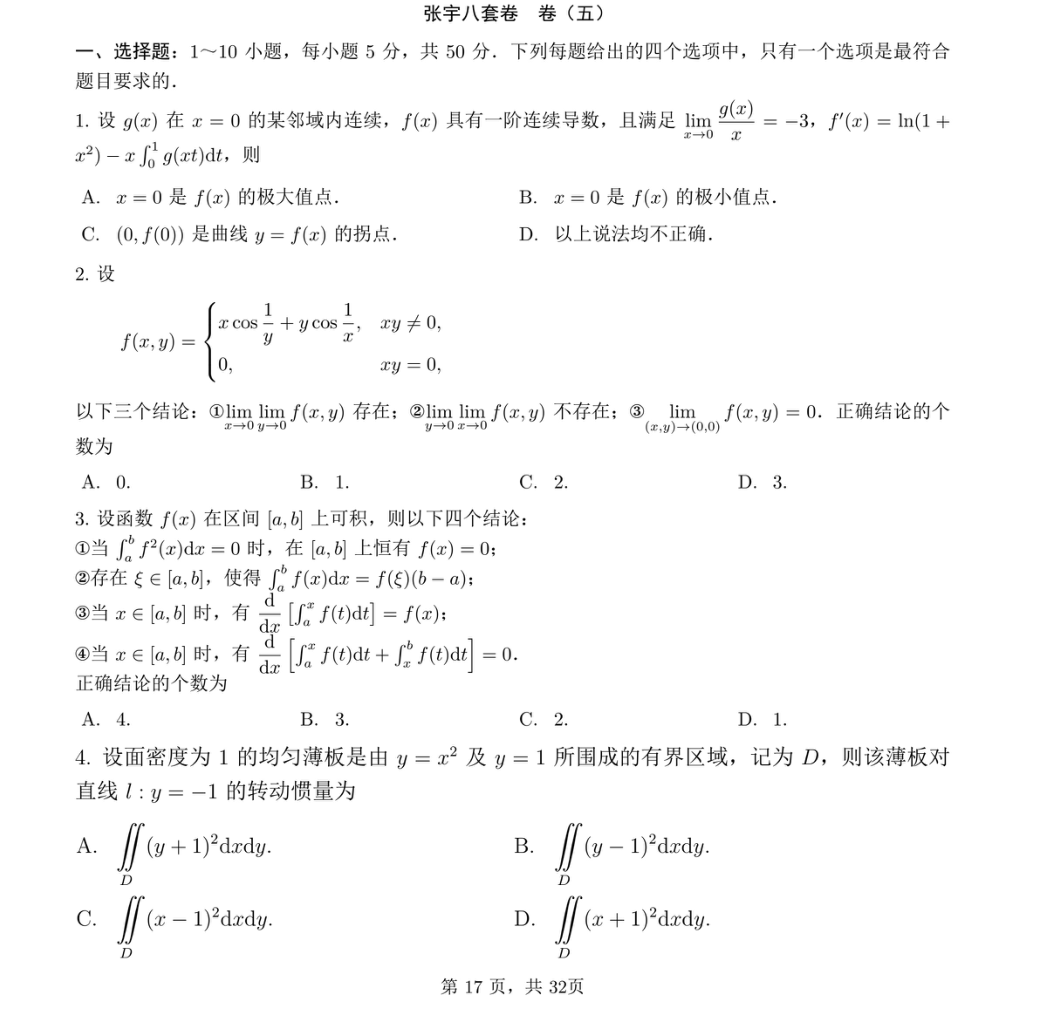 张宇八套卷 卷（五）
一、选择题：1～10 小题，每小题 5 分，共 50 分．下列每题给出的四个选项中，只有一个选项是最符合
题目要求的．
1. 设 g(x) 在 x = 0 的某邻域内连续，f(x) 具有一阶连续导数，且满足 lim_{x→0} g(x)/x = −3，f′(x) = ln(1 +
x²) − x ∫₀¹ g(xt)dt，则
A. x = 0 是 f(x) 的极大值点． B. x = 0 是 f(x) 的极小值点．
C. (0, f(0)) 是曲线 y = f(x) 的拐点． D. 以上说法均不正确．
2. 设
f(x, y) = { x cos 1/y + y cos 1/x, xy ≠ 0,
0, xy = 0,
以下三个结论：①lim_{x→0} lim_{y→0} f(x, y) 存在；②lim_{y→0} lim_{x→0} f(x, y) 不存在；③ lim_{(x,y)→(0,0)} f(x, y) = 0．正确结论的个
数为
A. 0. B. 1. C. 2. D. 3.
3. 设函数 f(x) 在区间 [a, b] 上可积，则以下四个结论：
①当 ∫ₐᵇ f²(x)dx = 0 时，在 [a, b] 上恒有 f(x) = 0；
②存在 ξ ∈ [a, b]，使得 ∫ₐᵇ f(x)dx = f(ξ)(b − a)；
③当 x ∈ [a, b] 时，有 d/dx [∫ₐˣ f(t)dt] = f(x)；
④当 x ∈ [a, b] 时，有 d/dx [∫ₐˣ f(t)dt + ∫ₓᵇ f(t)dt] = 0．
正确结论的个数为
A. 4. B. 3. C. 2. D. 1.
4. 设面密度为 1 的均匀薄板是由 y = x² 及 y = 1 所围成的有界区域，记为 D，则该薄板对
直线 l : y = −1 的转动惯量为
A. ∬_D (y + 1)²dxdy. B. ∬_D (y − 1)²dxdy.
C. ∬_D (x − 1)²dxdy. D. ∬_D (x + 1)²dxdy.
第 17 页，共 32页